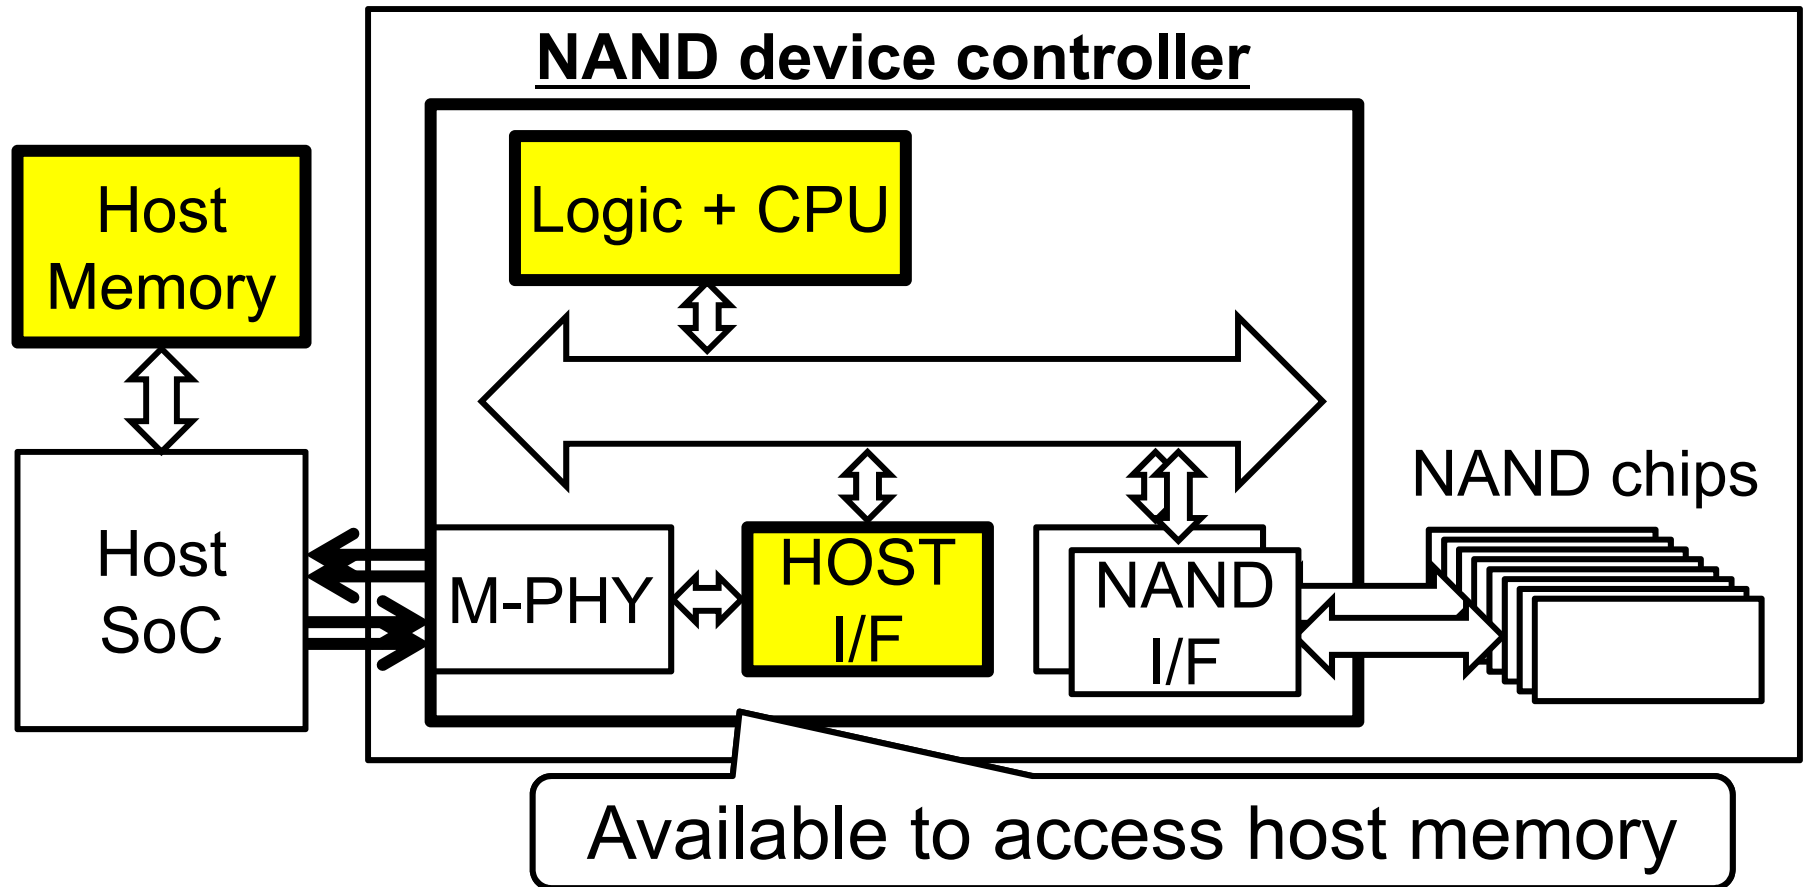 NAND device controller
Host
Memory
Logic + CPU
Host
SoC
M-PHY
HOST
I/F
NAND
I/F
NAND chips
Available to access host memory